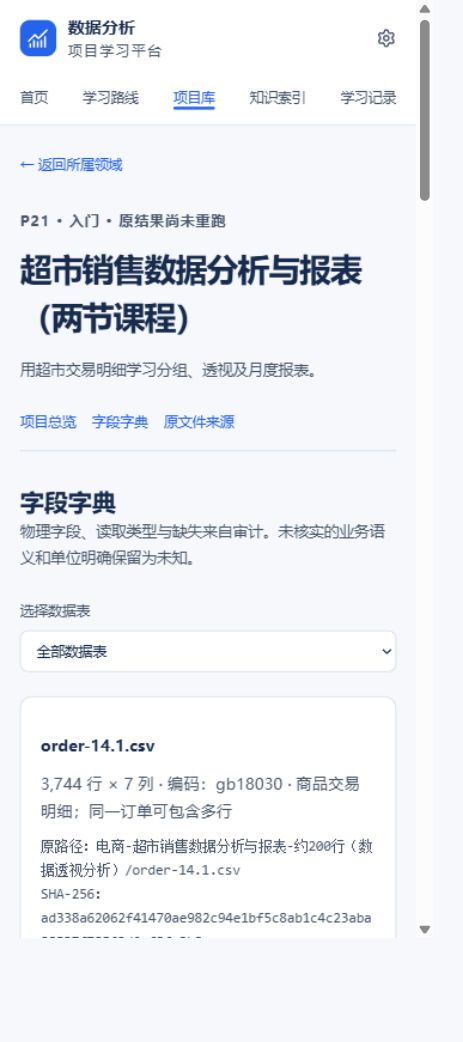 数据分析
项目学习平台
首页 学习路线 项目库 知识索引 学习记录
← 返回所属领域
P21 · 入门 · 原结果尚未重跑
超市销售数据分析与报表
（两节课程）
用超市交易明细学习分组、透视及月度报表。
项目总览 字段字典 原文件来源
字段字典
物理字段、读取类型与缺失来自审计。未核实的业务语
义和单位明确保留为未知。
选择数据表
全部数据表
order-14.1.csv
3,744 行 × 7 列 · 编码：gb18030 · 商品交易
明细；同一订单可包含多行
原路径：电商-超市销售数据分析与报表-约200行（数
据透视分析）/order-14.1.csv
SHA-256:
ad338a62062f41470ae982c94e1bf5c8ab1c4c23aba